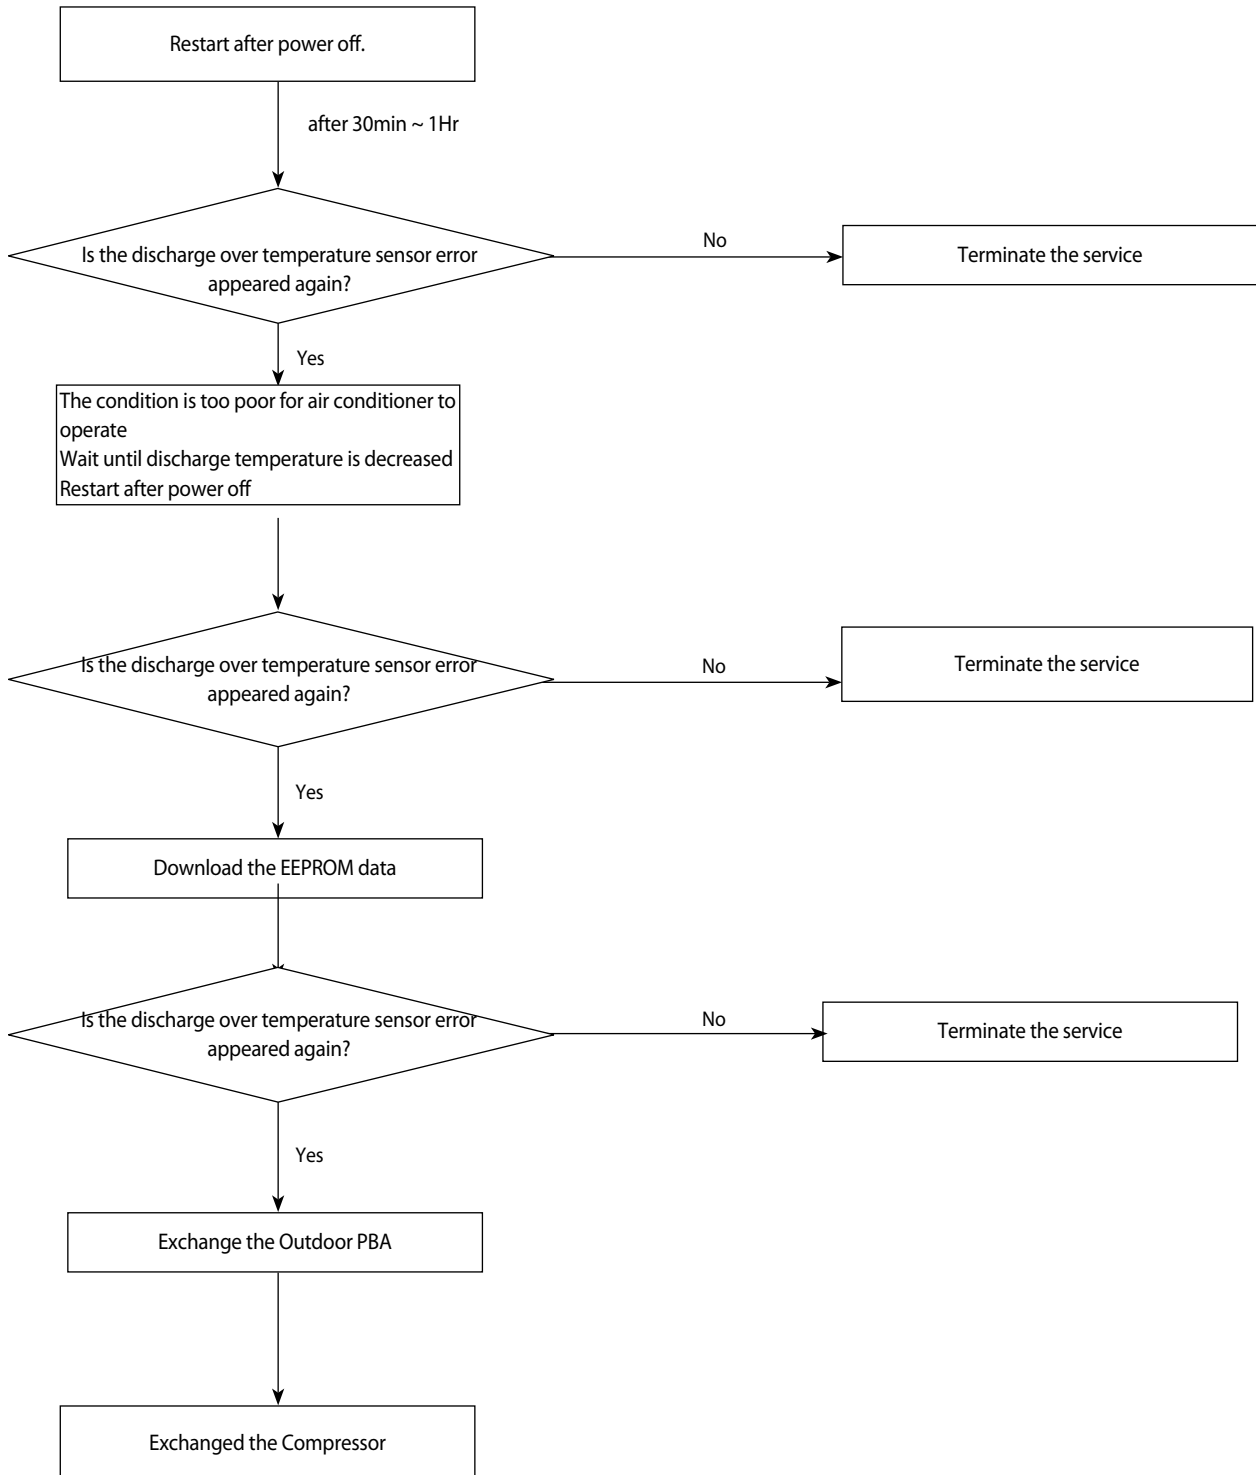 Restart after power off.
after 30min ~ 1Hr
Is the discharge over temperature sensor error
appeared again?
No
Terminate the service
Yes
The condition is too poor for air conditioner to
operate
Wait until discharge temperature is decreased
Restart after power off
Is the discharge over temperature sensor error
appeared again?
No
Terminate the service
Yes
Download the EEPROM data
Is the discharge over temperature sensor error
appeared again?
No
Terminate the service
Yes
Exchange the Outdoor PBA
Exchanged the Compressor